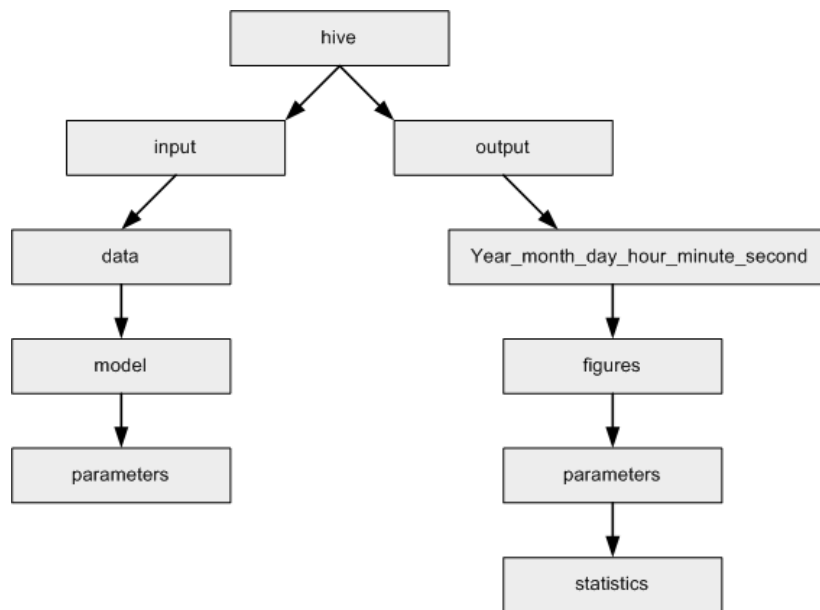 hive
input
output
data
Year_month_day_hour_minute_second
model
figures
parameters
parameters
statistics